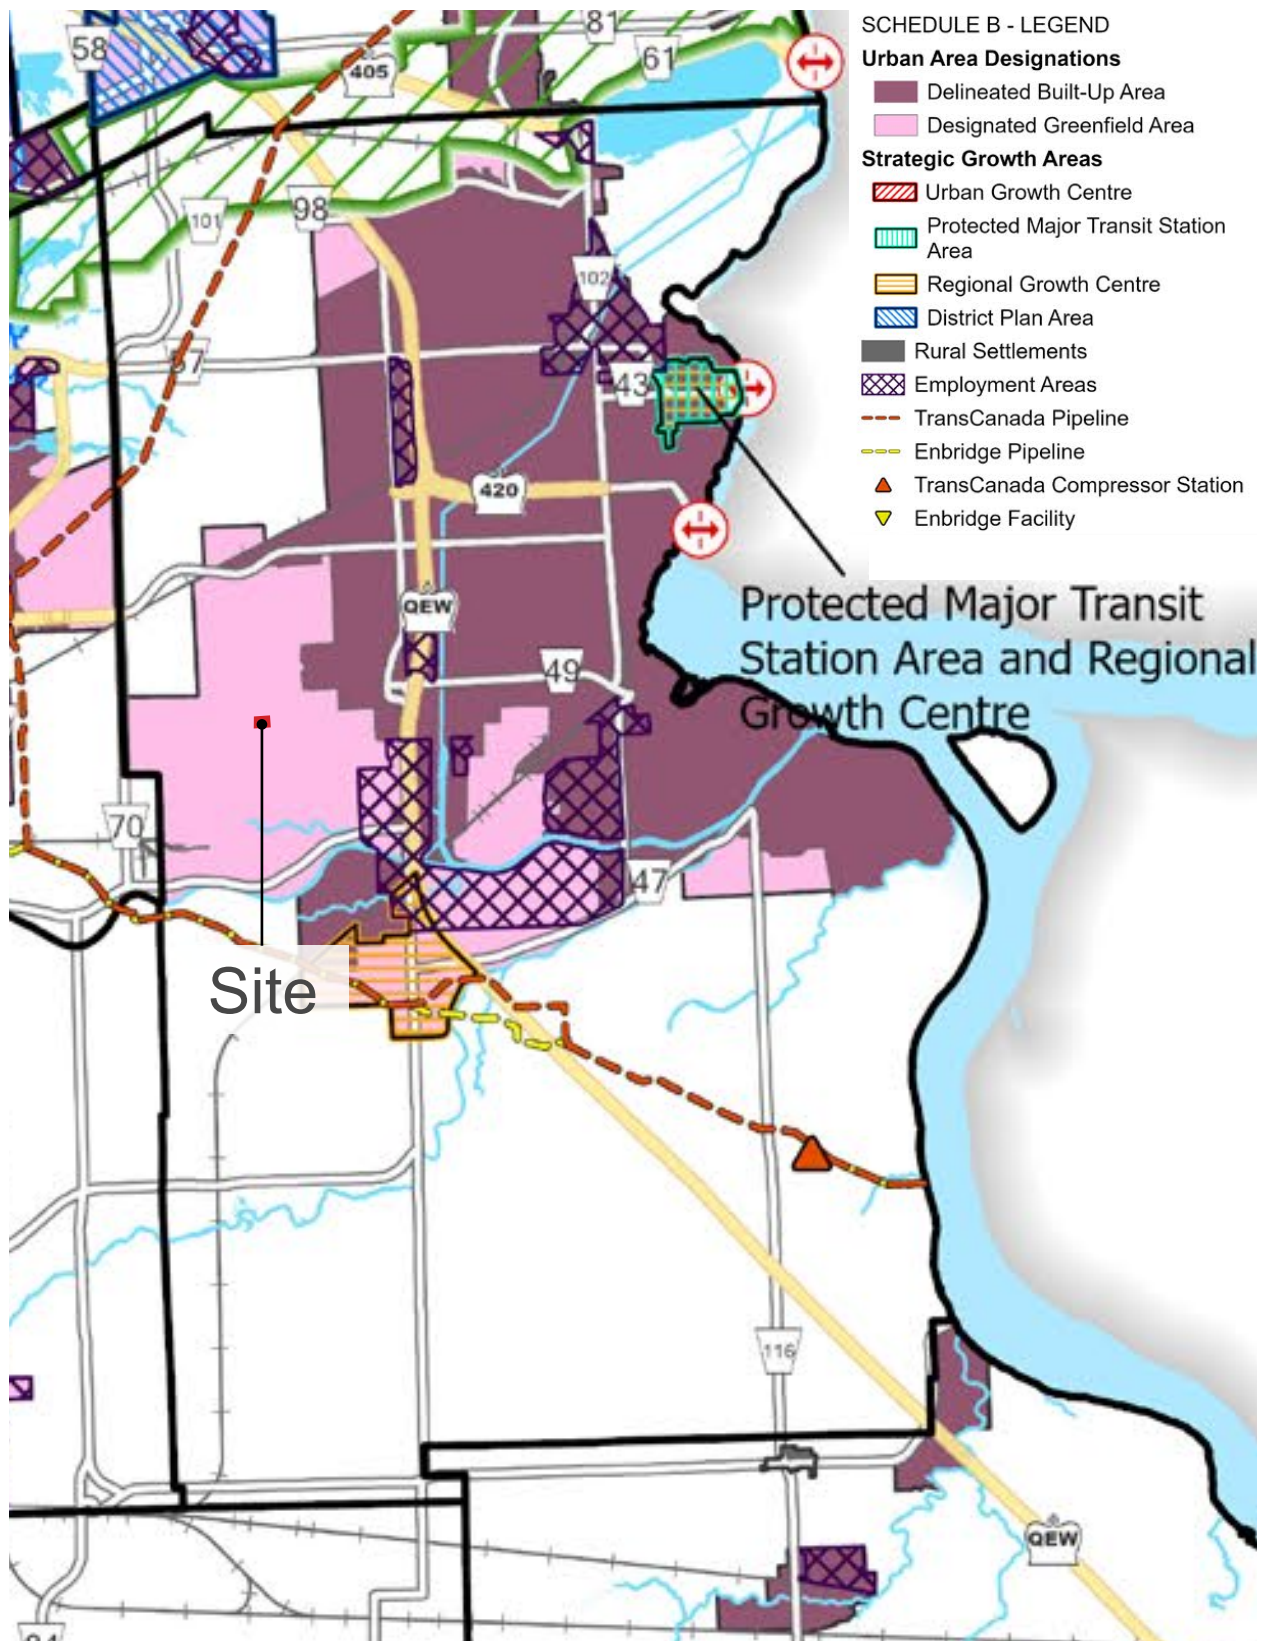 SCHEDULE B - LEGEND
Urban Area Designations
Delineated Built-Up Area
Designated Greenfield Area
Strategic Growth Areas
Urban Growth Centre
Protected Major Transit Station
Area
Regional Growth Centre
District Plan Area
Rural Settlements
Employment Areas
TransCanada Pipeline
Enbridge Pipeline
TransCanada Compressor Station
Enbridge Facility
58
81
61
405
101
98
102
43
420
QEW
49
Protected Major Transit
Station Area and Regional
Growth Centre
70
47
Site
116
QEW